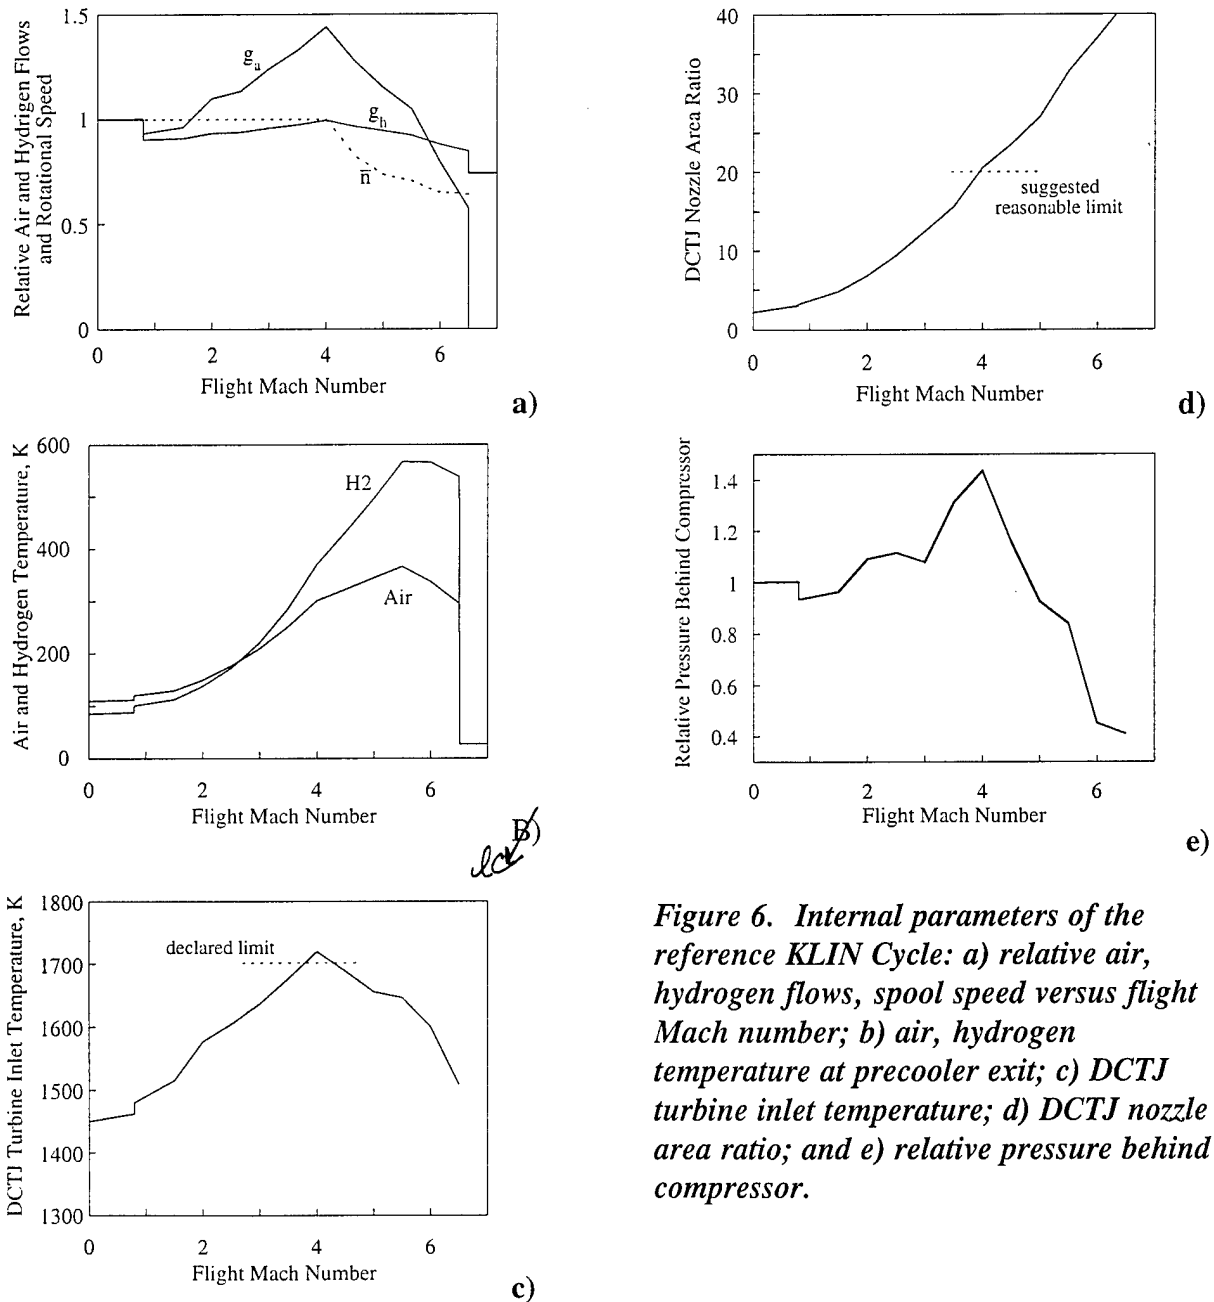 Relative Air and Hydrigen Flows
and Rotational Speed
1.5
1
0.5
0
g_a
g_h
n̄
0 2 4 6
Flight Mach Number
a)
Air and Hydrogen Temperature, K
600
400
200
0
H2
Air
0 2 4 6
Flight Mach Number
B)
lc
DCTJ Turbine Inlet Temperature, K
1800
1700
1600
1500
1400
1300
declared limit
0 2 4 6
Flight Mach Number
c)
DCTJ Nozzle Area Ratio
40
30
20
10
0
suggested
reasonable limit
0 2 4 6
Flight Mach Number
d)
Relative Pressure Behind Compressor
1.4
1.2
1
0.8
0.6
0.4
0 2 4 6
Flight Mach Number
e)
Figure 6. Internal parameters of the
reference KLIN Cycle: a) relative air,
hydrogen flows, spool speed versus flight
Mach number; b) air, hydrogen
temperature at precooler exit; c) DCTJ
turbine inlet temperature; d) DCTJ nozzle
area ratio; and e) relative pressure behind
compressor.